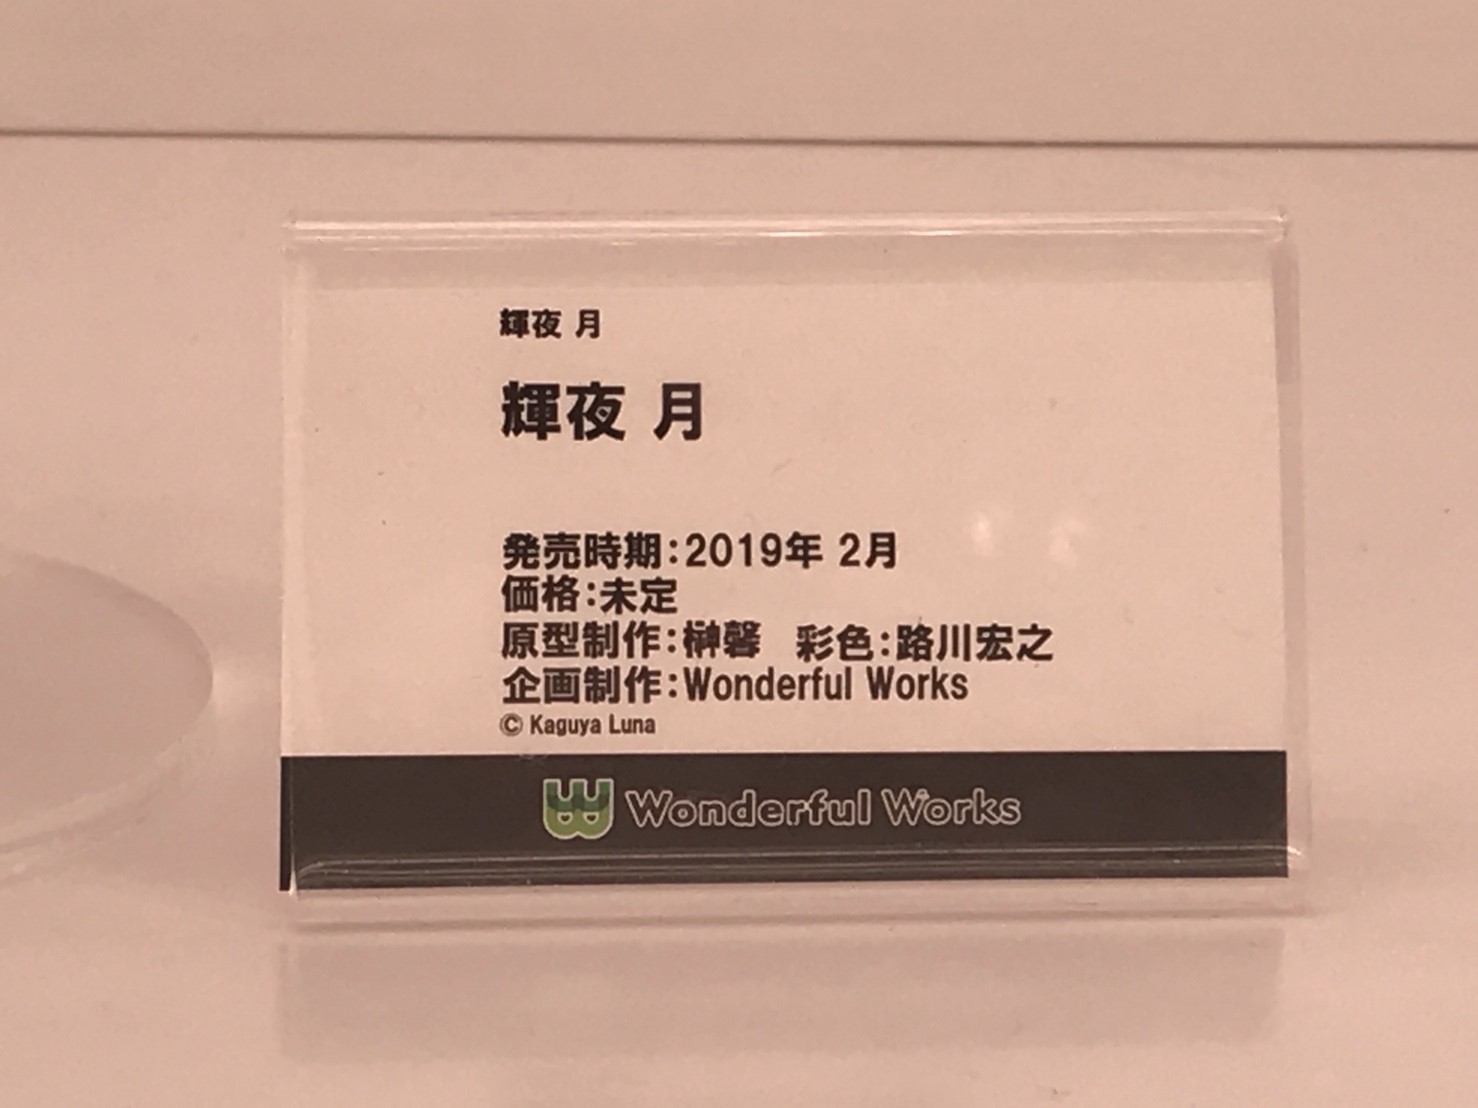 輝夜 月
輝夜 月
発売時期:2019年 2月
価格:未定
原型制作:榊馨 彩色:路川宏之
企画制作:Wonderful Works
© Kaguya Luna
Wonderful Works